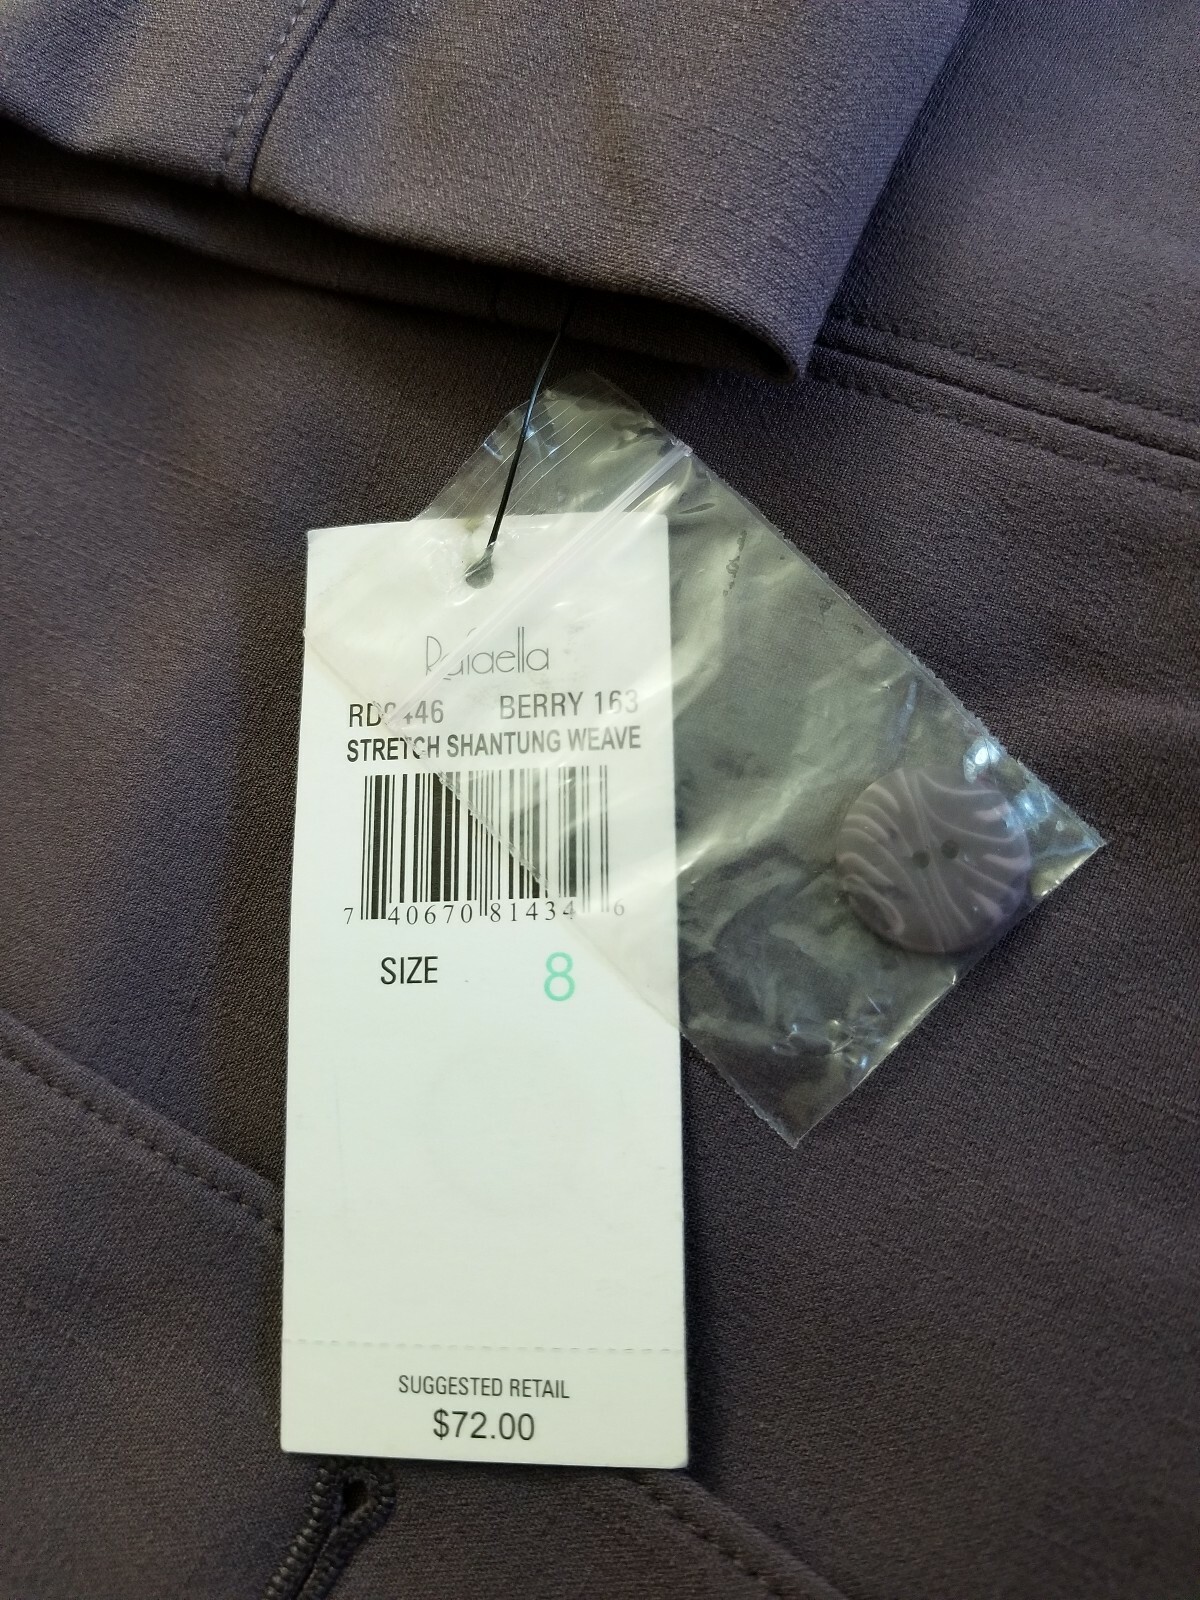 Rafaella
BERRY 163
STRETCH SHANTUNG WEAVE
7 40670 81434 6
SIZE 8
SUGGESTED RETAIL
$72.00